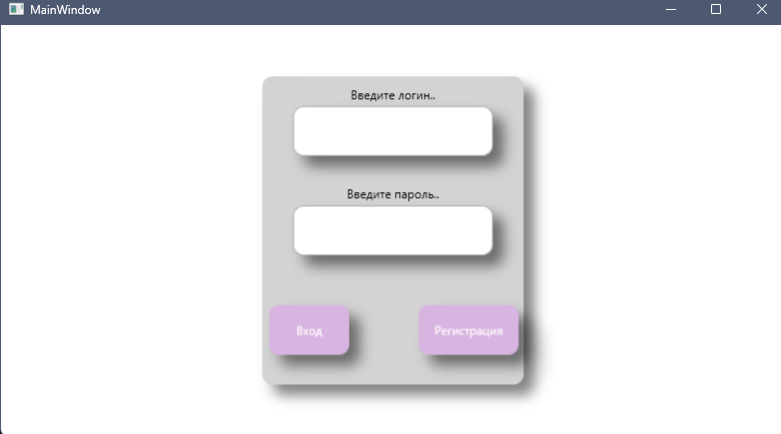 MainWindow
Введите логин..
Введите пароль..
Вход
Регистрация